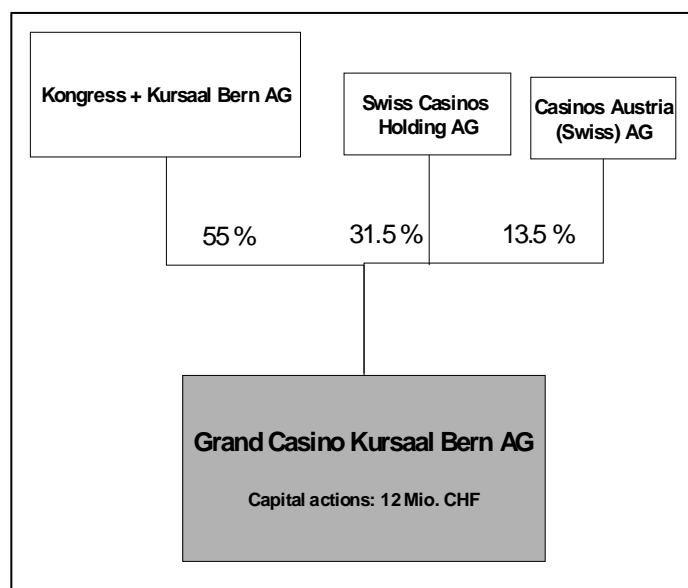 Kongress + Kursaal Bern AG
Swiss Casinos
Holding AG
Casinos Austria
(Swiss) AG
55 %
31.5 %
13.5 %
Grand Casino Kursaal Bern AG
Capital actions: 12 Mio. CHF